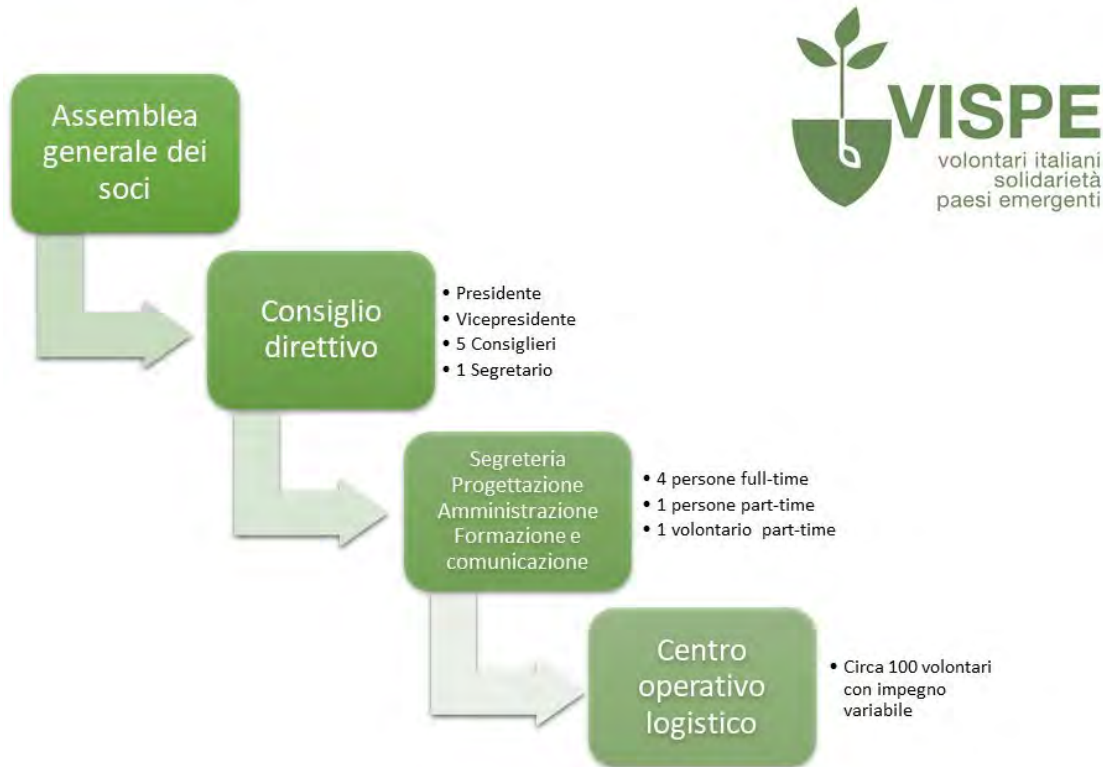 VISPE
volontari italiani
solidarietà
paesi emergenti
Assemblea
generale dei
soci
Consiglio
direttivo
• Presidente
• Vicepresidente
• 5 Consiglieri
• 1 Segretario
Segreteria
Progettazione
Amministrazione
Formazione e
comunicazione
• 4 persone full-time
• 1 persone part-time
• 1 volontario part-time
Centro
operativo
logistico
• Circa 100 volontari
con impegno
variabile